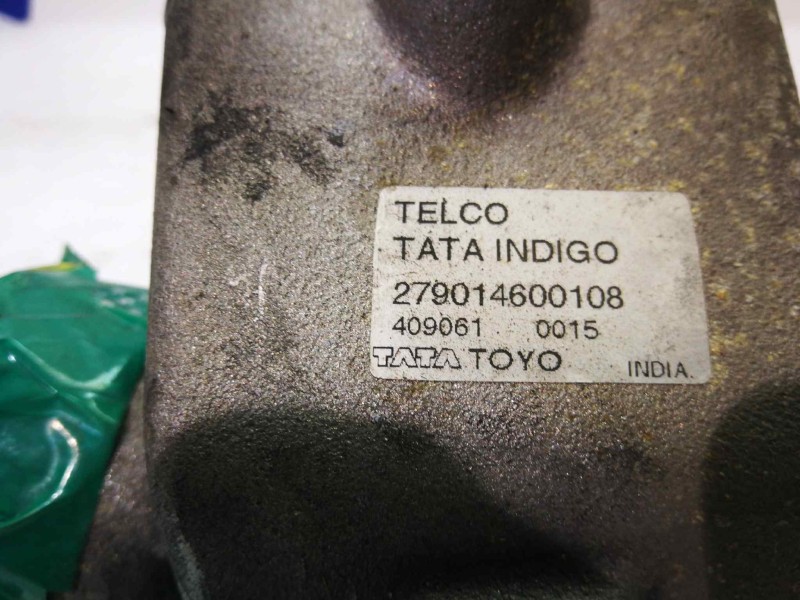 TELCO
TATA INDIGO
279014600108
409061 0015
TATA TOYO INDIA.